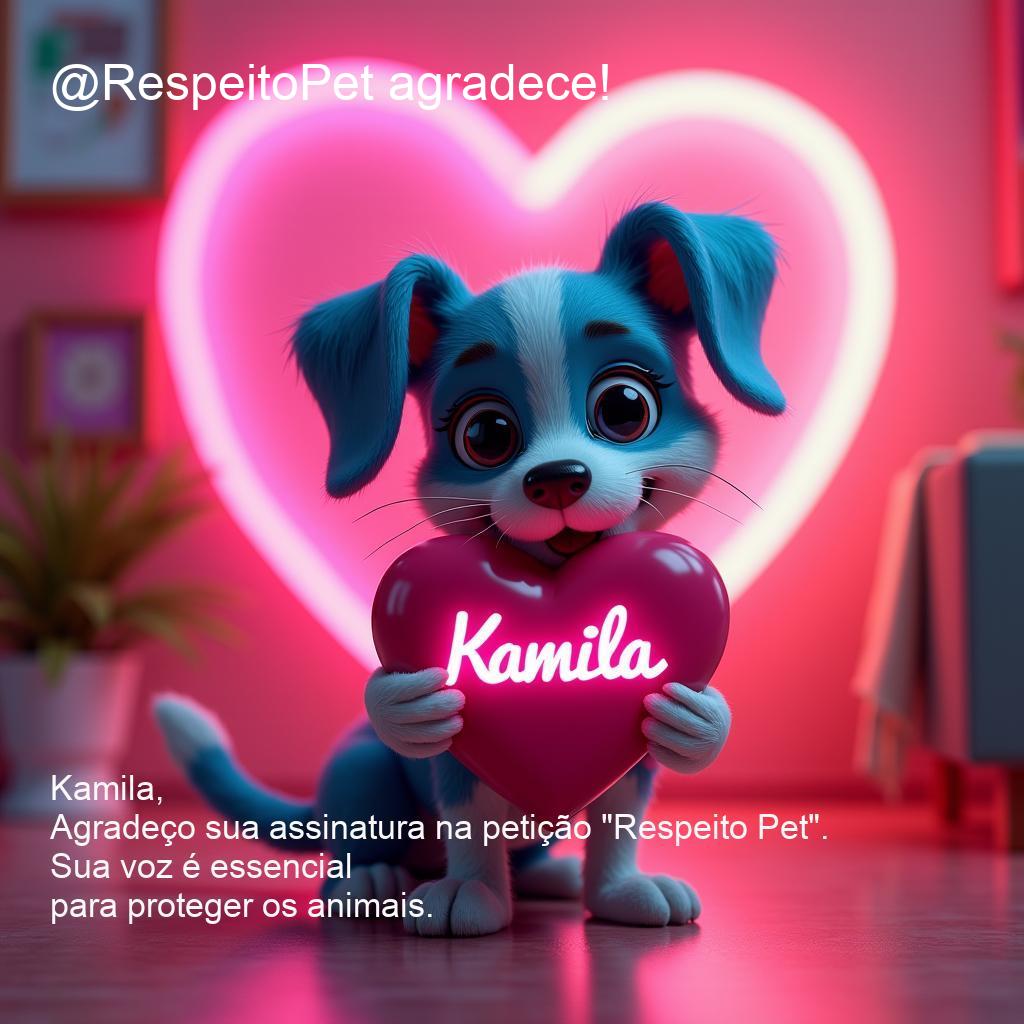 @RespeitoPet agradece!
Kamila
Kamila,
Agradeço sua assinatura na petição "Respeito Pet".
Sua voz é essencial
para proteger os animais.